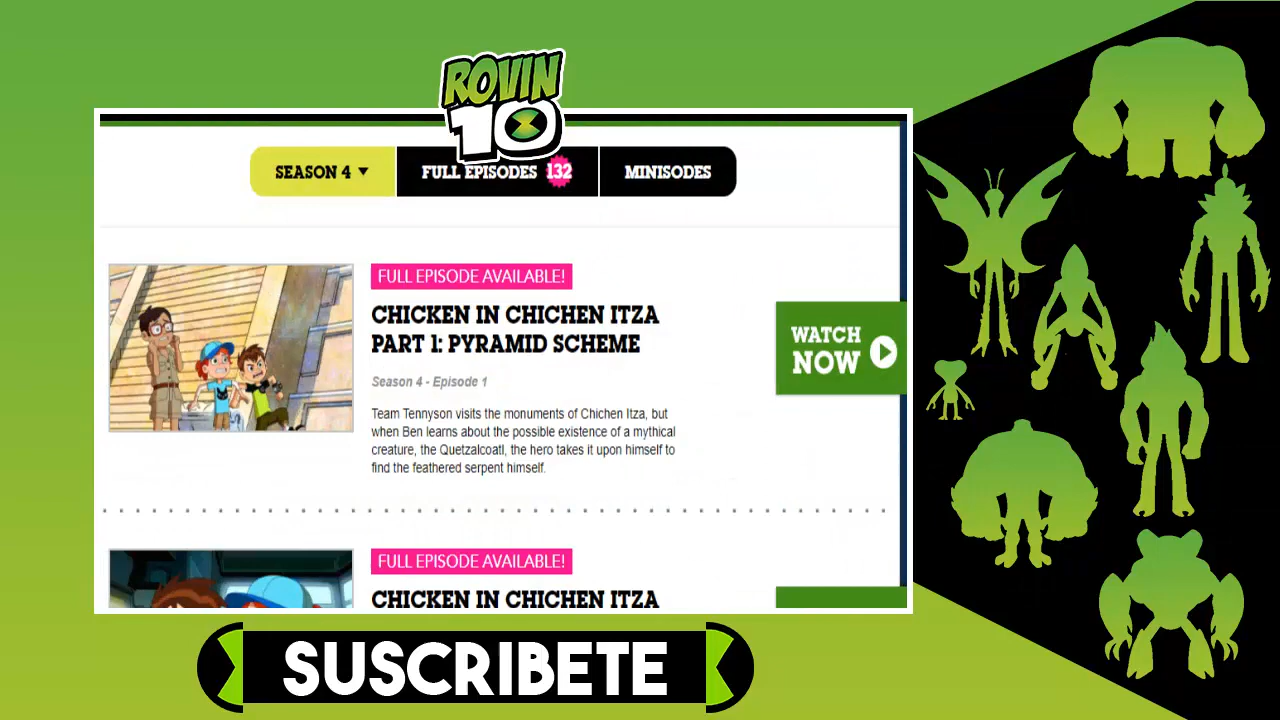 ROVIN
10
SEASON 4
FULL EPISODES 132
MINISODES
FULL EPISODE AVAILABLE!
CHICKEN IN CHICHEN ITZA
PART 1: PYRAMID SCHEME
Season 4 - Episode 1
Team Tennyson visits the monuments of Chichen Itza, but
when Ben learns about the possible existence of a mythical
creature, the Quetzalcoatl, the hero takes it upon himself to
find the feathered serpent himself.
WATCH
NOW
FULL EPISODE AVAILABLE!
CHICKEN IN CHICHEN ITZA
SUSCRIBETE